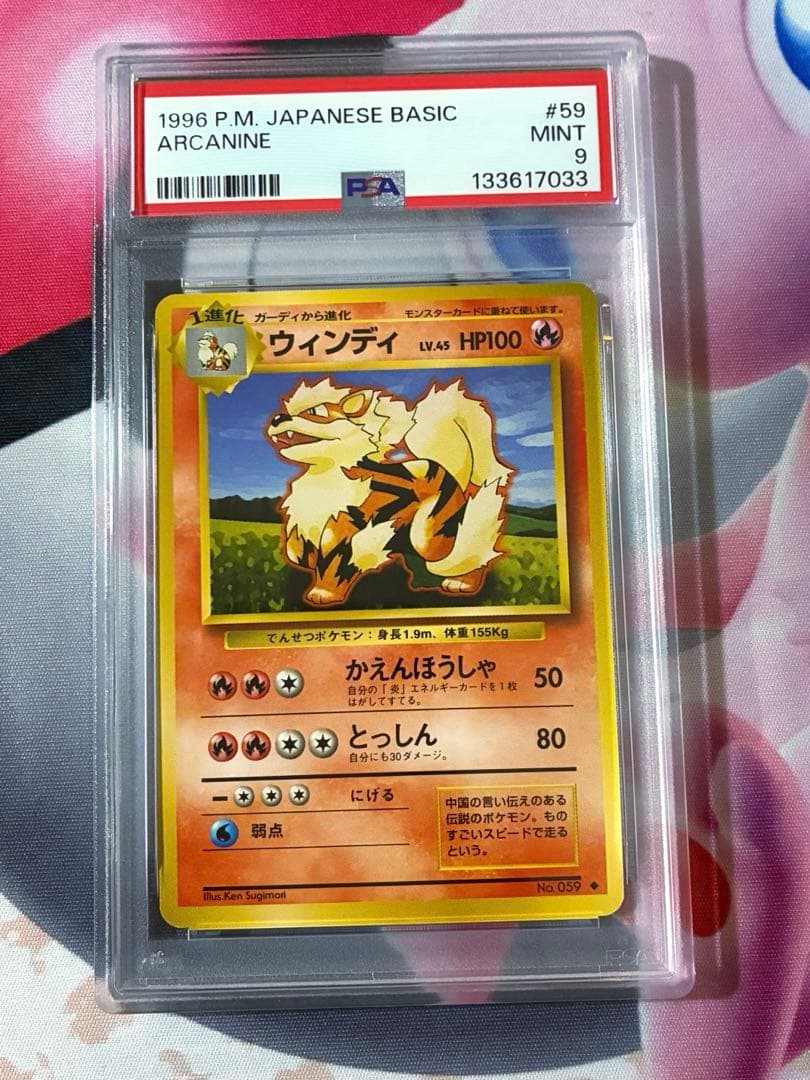 1996 P.M. JAPANESE BASIC #59
ARCANINE MINT
9
PSA 133617033
1進化 ガーディから進化 モンスターカードに重ねて使います。
ウィンディ LV.45 HP100
でんせつポケモン：身長1.9m、体重155Kg
かえんほうしゃ 50
自分の「炎」エネルギーカードを1枚
はがしてすてる。
とっしん 80
自分にも30ダメージ。
にげる
弱点
中国の言い伝えのある
伝説のポケモン。もの
すごいスピードで走る
という。
Illus.Ken Sugimori No.059
PSA